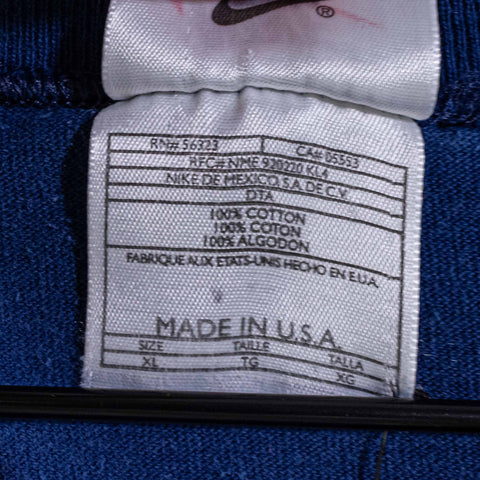 ®
RN# 56323 CA# 05553
RFC# NME 920220 KL4
NIKE DE MEXICO, S.A. DE C.V.
DTA
100% COTTON
100% COTON
100% ALGODON
FABRIQUE AUX ETATS-UNIS HECHO EN E.U.A.
MADE IN U.S.A.
SIZE TAILLE TALLA
XL TG XG